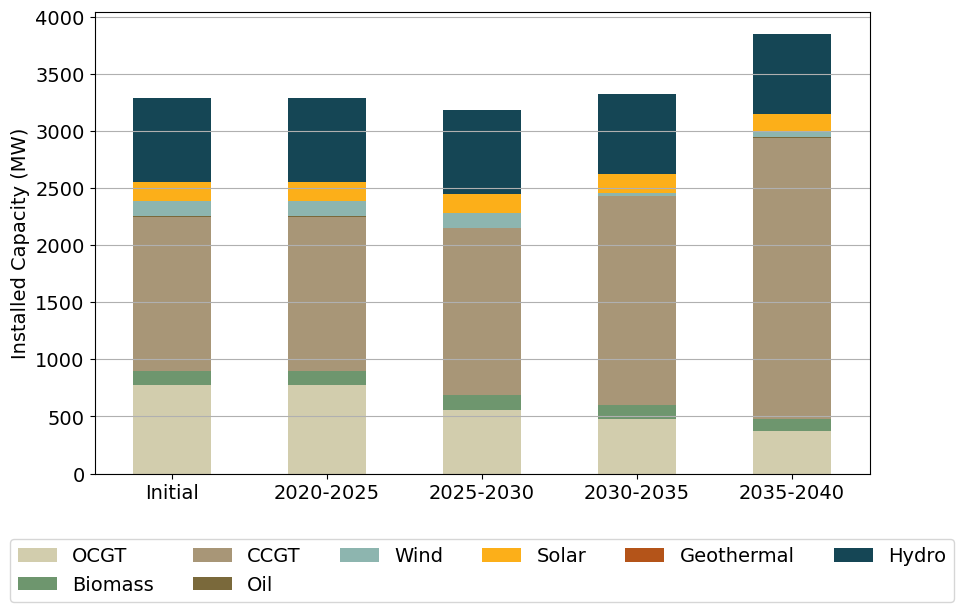 4000
3500
3000
2500
2000
1500
1000
500
0
Installed Capacity (MW)
Initial 2020-2025 2025-2030 2030-2035 2035-2040
OCGT CCGT Wind Solar Geothermal Hydro
Biomass Oil